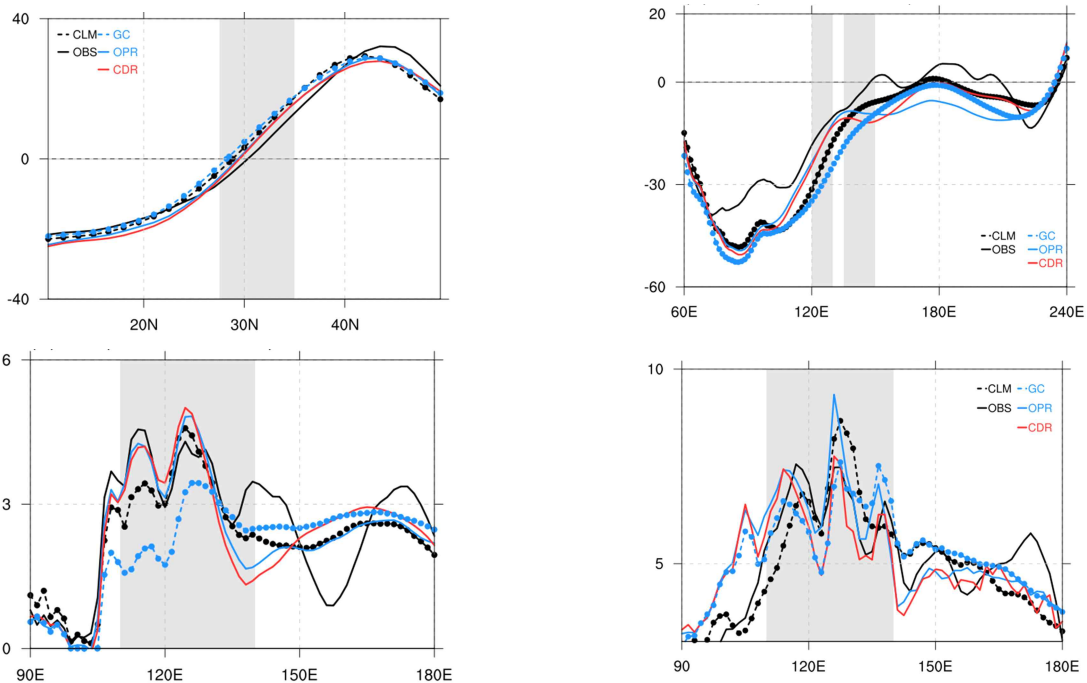 40
CLM GC
OBS OPR
CDR
0
-40
20N 30N 40N
20
0
-30
-60
CLM GC
OBS OPR
CDR
60E 120E 180E 240E
6
3
0
90E 120E 150E 180E
10
CLM GC
OBS OPR
CDR
5
90 120E 150E 180E